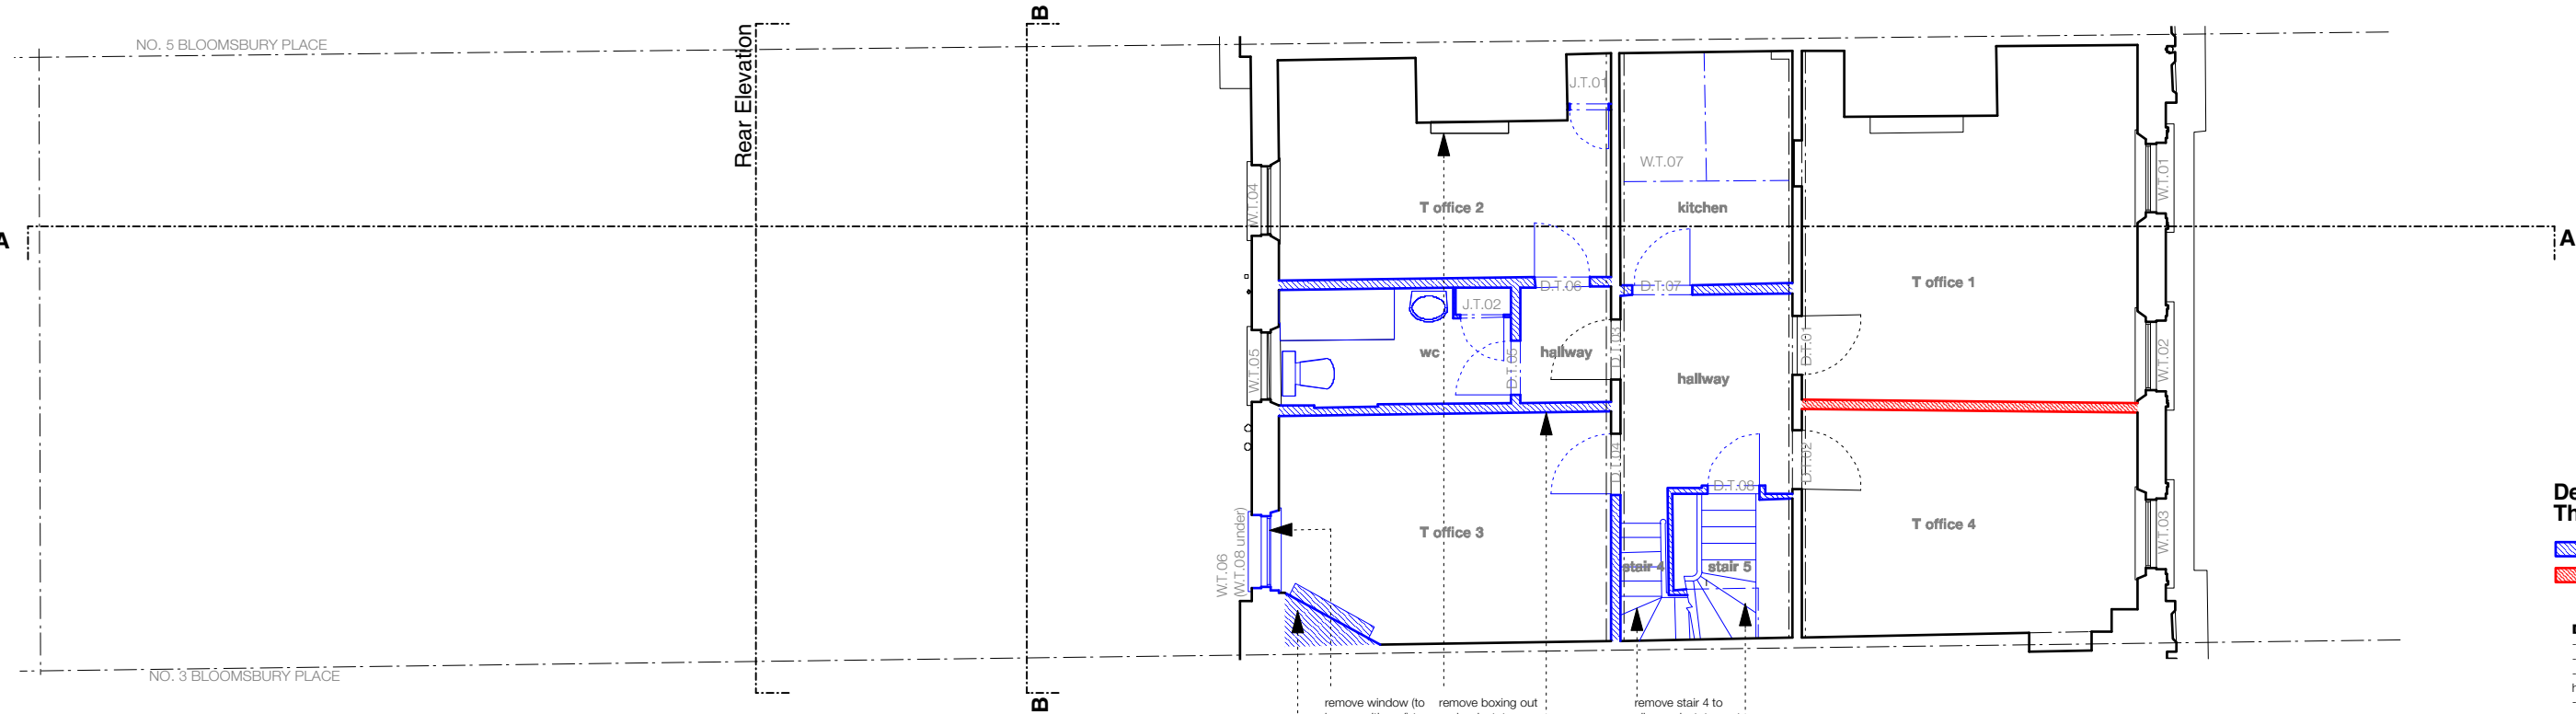 B
NO. 5 BLOOMSBURY PLACE
Rear Elevation
J.T.01
W.T.07
W.T.01
W.T.04
T office 2
kitchen
A
A
T office 1
D.T.06
D.T.07
J.T.02
wc
hallway
D.T.05
D.T.03
D.T.01
W.T.05
W.T.02
hallway
D.T.04
D.T.02
D.T.08
De
Th
T office 3
T office 4
W.T.03
W.T.06
(W.T.08 under)
stair 4
stair 5
NO. 3 BLOOMSBURY PLACE
B
remove window (to
remove boxing out
remove stair 4 to